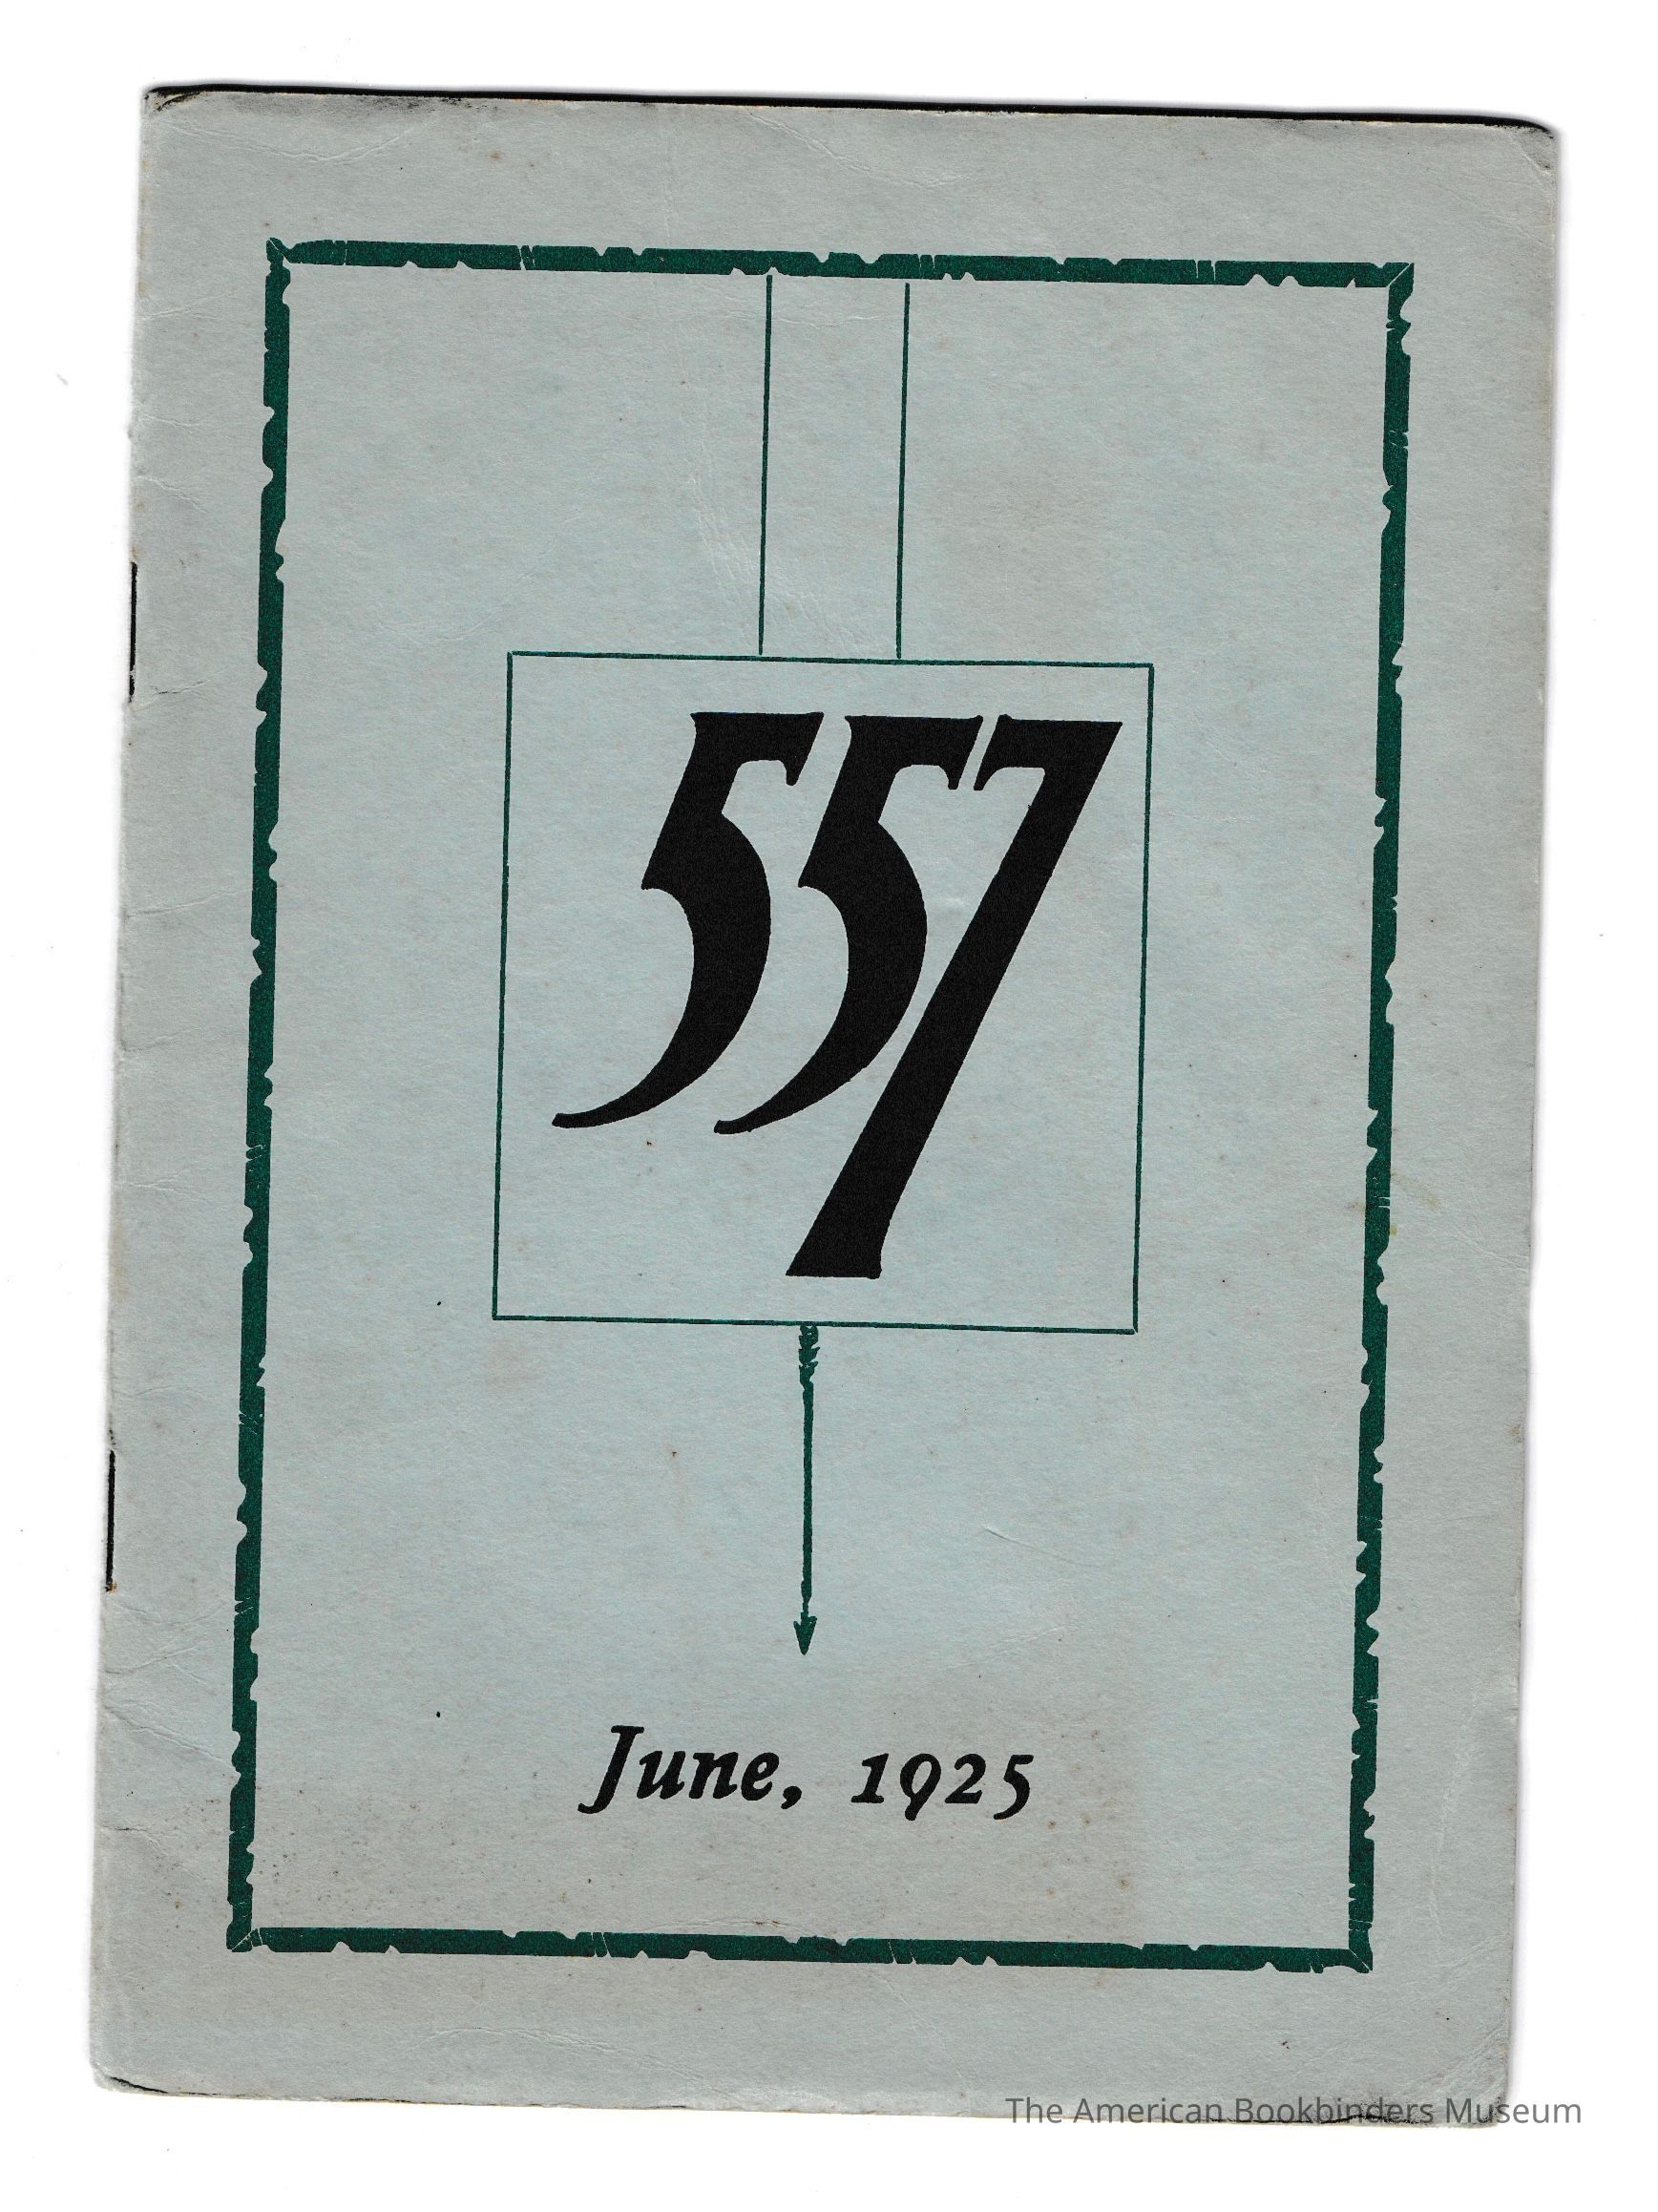 557
June, 1925
The American Bookbinders Museum